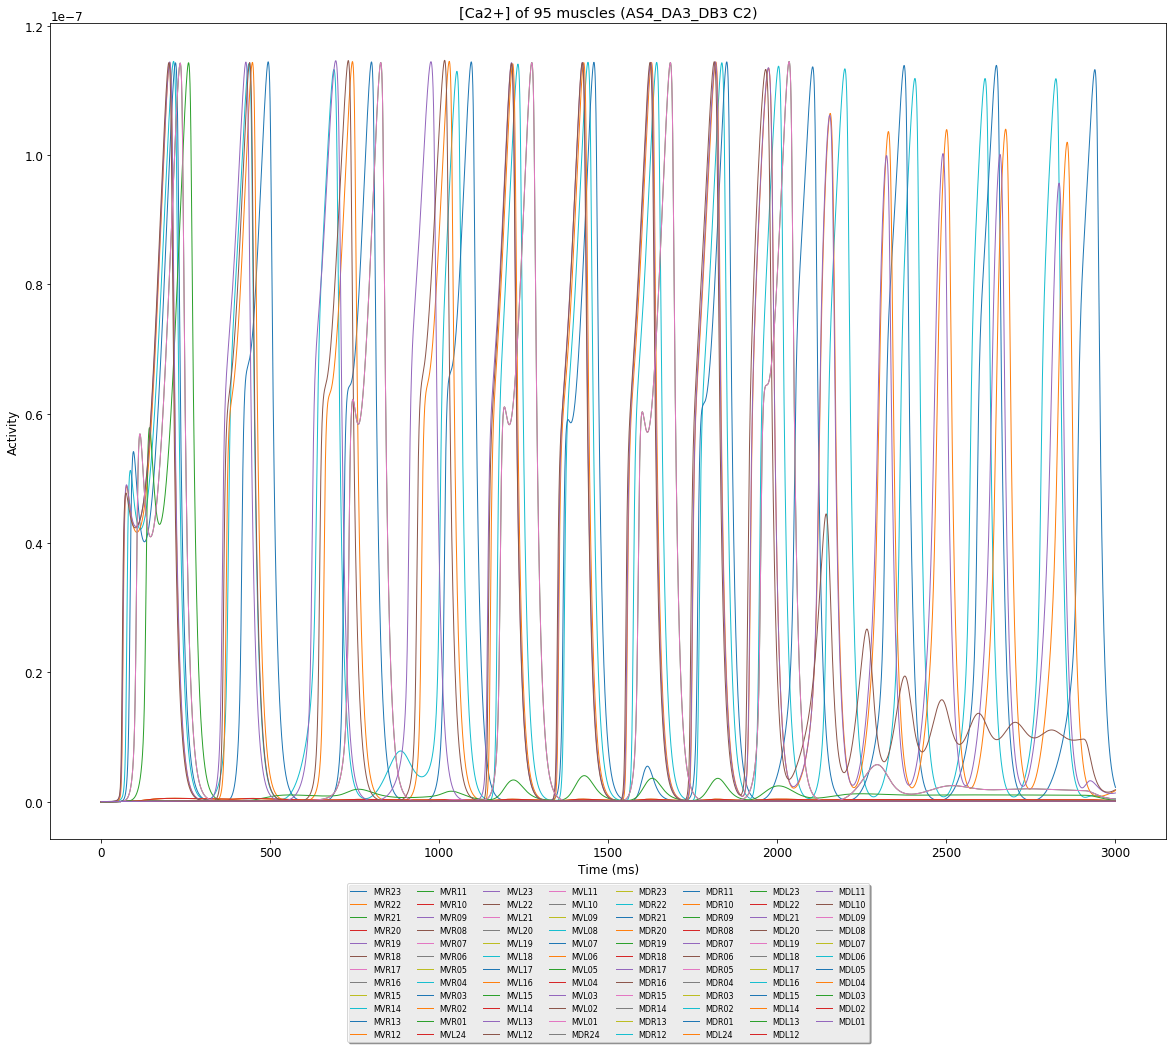 [Ca2+] of 95 muscles (AS4_DA3_DB3 C2)
1e−7
1.2
1.0
0.8
0.6
0.4
0.2
0.0
Activity
0 500 1000 1500 2000 2500 3000
Time (ms)
MVR23 MVR11 MVL23 MVL11 MDR23 MDR11 MDL23 MDL11
MVR22 MVR10 MVL22 MVL10 MDR22 MDR10 MDL22 MDL10
MVR21 MVR09 MVL21 MVL09 MDR21 MDR09 MDL21 MDL09
MVR20 MVR08 MVL20 MVL08 MDR20 MDR08 MDL20 MDL08
MVR19 MVR07 MVL19 MVL07 MDR19 MDR07 MDL19 MDL07
MVR18 MVR06 MVL18 MVL06 MDR18 MDR06 MDL18 MDL06
MVR17 MVR05 MVL17 MVL05 MDR17 MDR05 MDL17 MDL05
MVR16 MVR04 MVL16 MVL04 MDR16 MDR04 MDL16 MDL04
MVR15 MVR03 MVL15 MVL03 MDR15 MDR03 MDL15 MDL03
MVR14 MVR02 MVL14 MVL02 MDR14 MDR02 MDL14 MDL02
MVR13 MVR01 MVL13 MVL01 MDR13 MDR01 MDL13 MDL01
MVR12 MVL24 MVL12 MDR24 MDR12 MDL24 MDL12